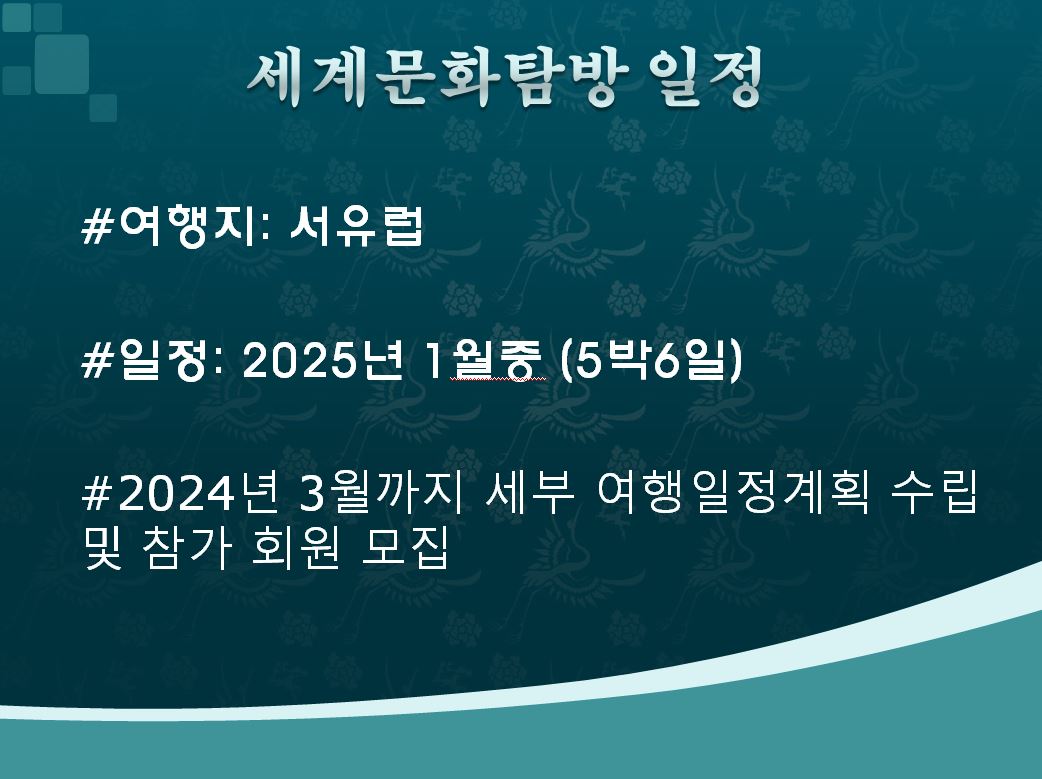 세계문화탐방 일정
#여행지: 서유럽
#일정: 2025년 1월중 (5박6일)
#2024년 3월까지 세부 여행일정계획 수립
및 참가 회원 모집